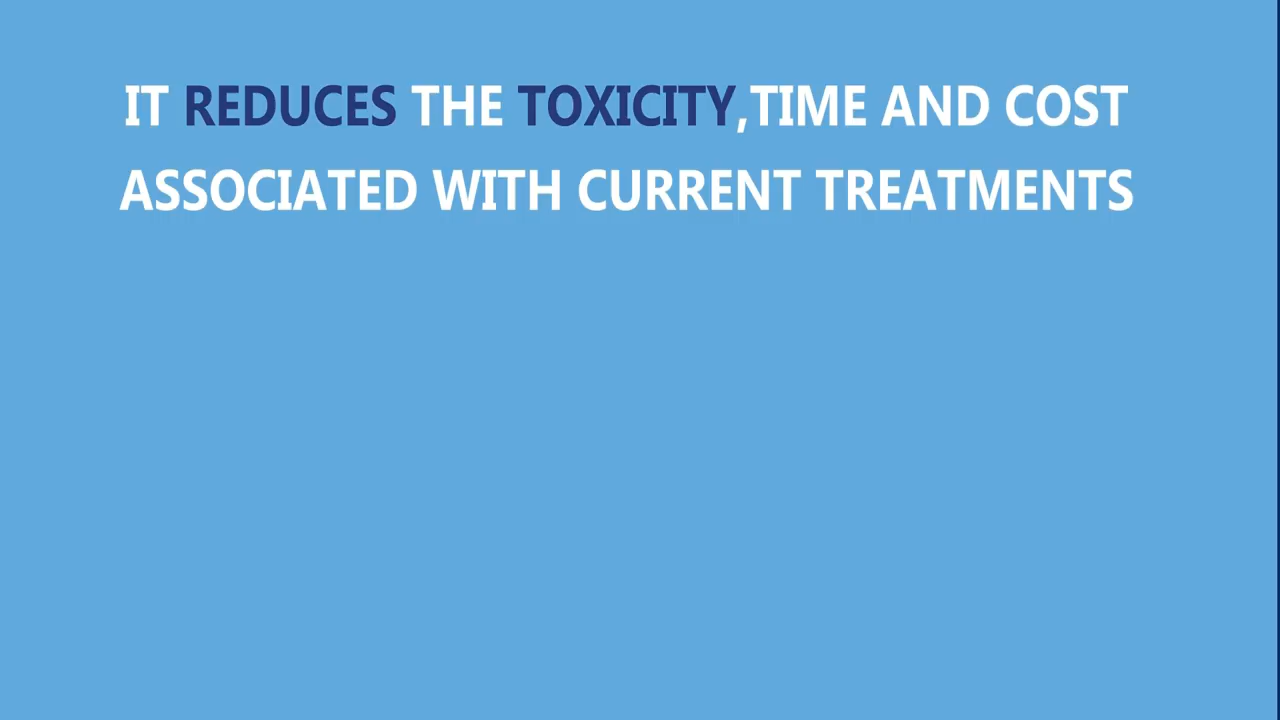 IT REDUCES THE TOXICITY,TIME AND COST
ASSOCIATED WITH CURRENT TREATMENTS